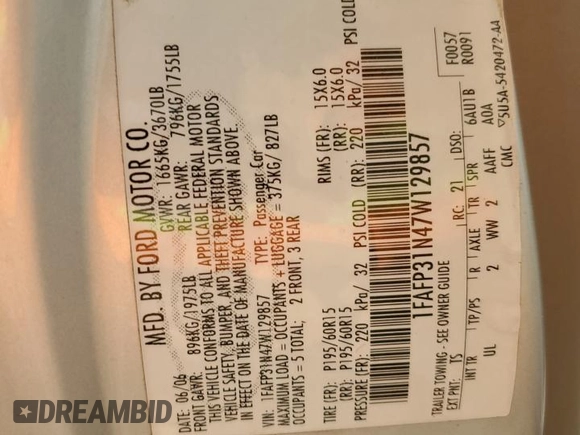 MFD. BY FORD MOTOR CO.
DATE: 06/06 GVWR: 1665KG/3670LB
FRONT GAWR: 896KG/1975LB REAR GAWR: 796KG/1755LB
THIS VEHICLE CONFORMS TO ALL APPLICABLE FEDERAL MOTOR
VEHICLE SAFETY, BUMPER, AND THEFT PREVENTION STANDARDS
IN EFFECT ON THE DATE OF MANUFACTURE SHOWN ABOVE.
VIN: 1FAFP31N47W129857 TYPE: Passenger Car
MAXIMUM LOAD = OCCUPANTS + LUGGAGE = 375KG/ 827LB
OCCUPANTS = 5 TOTAL; 2 FRONT, 3 REAR
TIRE (FR): P195/60R15 RIMS (FR): 15X6.0
(RR): P195/60R15 (RR): 15X6.0
PRESSURE (FR): 220 kPa/ 32 PSI COLD (RR): 220 kPa/ 32 PSI COLD
1FAFP31N47W129857 F0057
R0091
TRAILER TOWING - SEE OWNER GUIDE
EXT PNT: TS RC: 21 DSO: 6AU01B
R TP/PS R AXLE TR SPR A0A
UL 2 WW 2 AAFF
CMC ▽5U5A-5420472-AA
DREAMBID